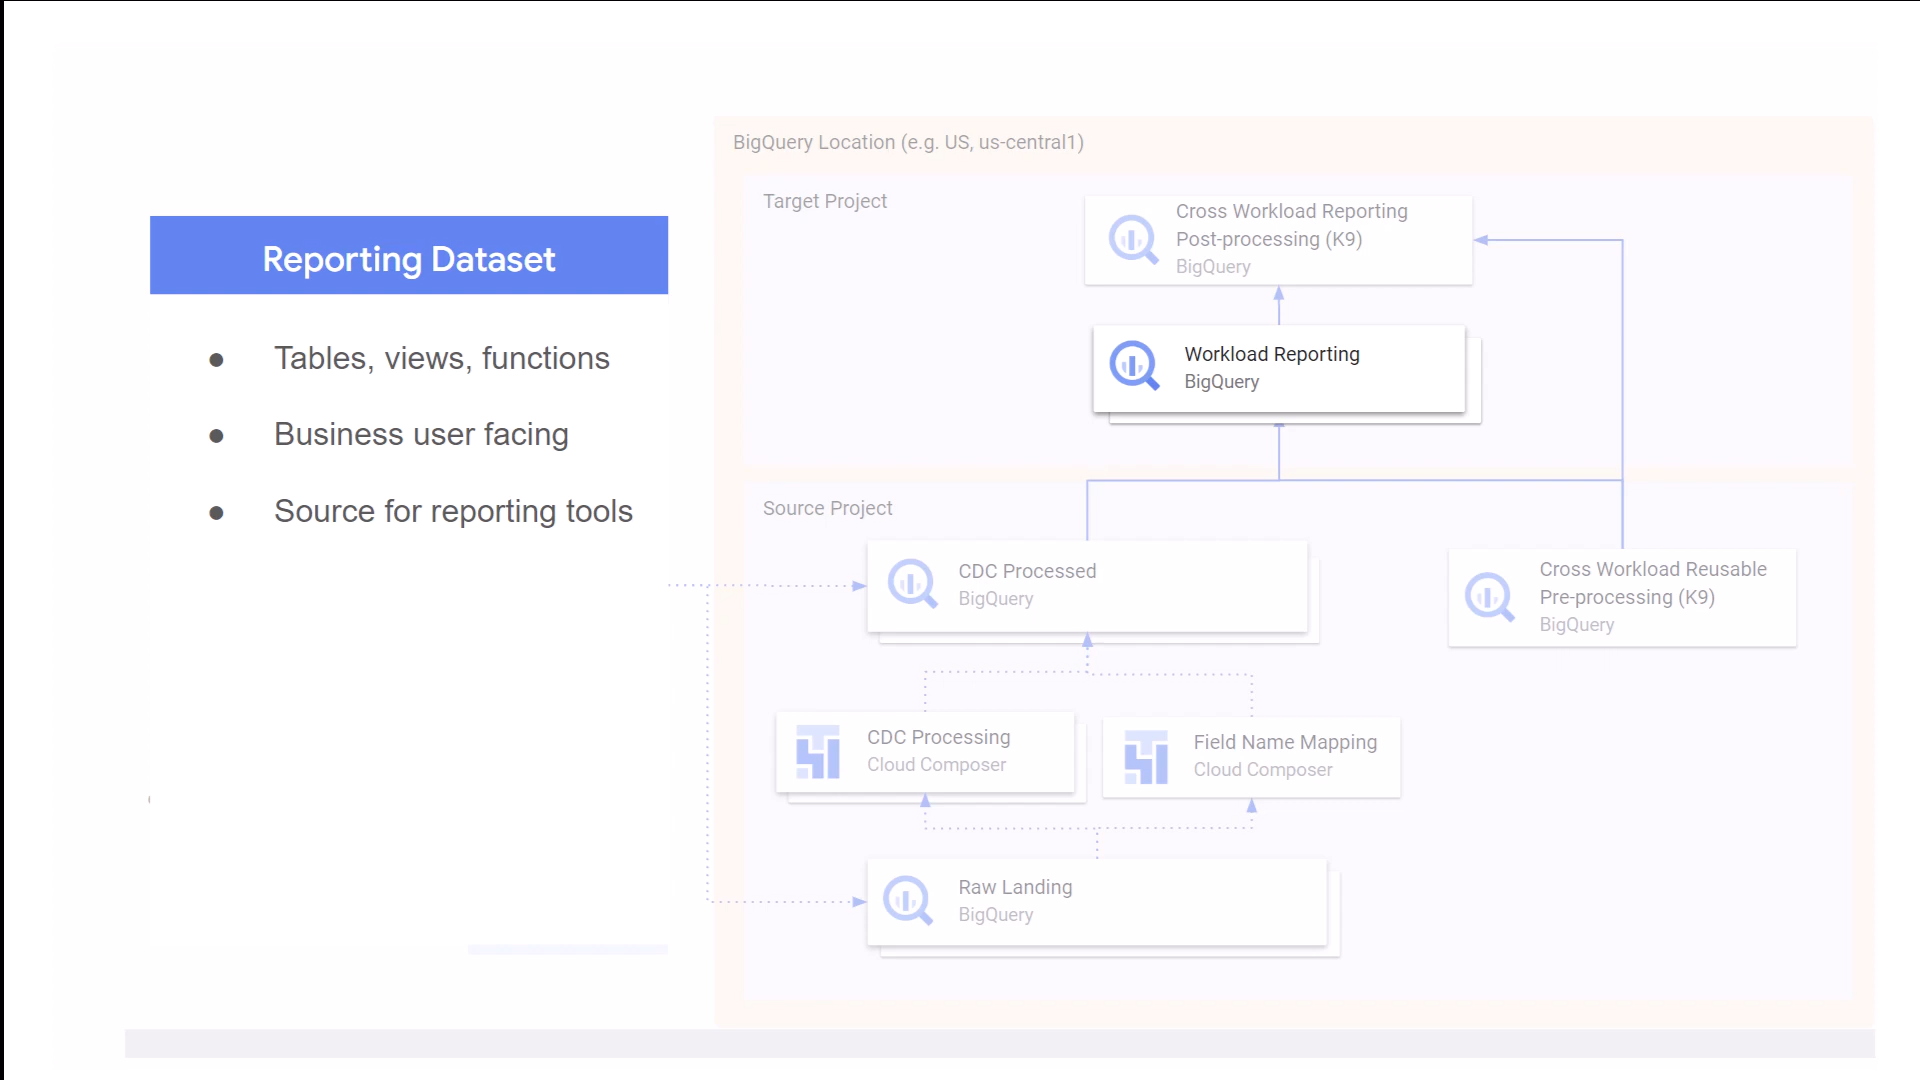 BigQuery Location (e.g. US, us-central1)
Target Project
Cross Workload Reporting
Post-processing (K9)
BigQuery
Reporting Dataset
Workload Reporting
BigQuery
● Tables, views, functions
● Business user facing
● Source for reporting tools
Source Project
CDC Processed
BigQuery
Cross Workload Reusable
Pre-processing (K9)
BigQuery
CDC Processing
Cloud Composer
Field Name Mapping
Cloud Composer
Raw Landing
BigQuery